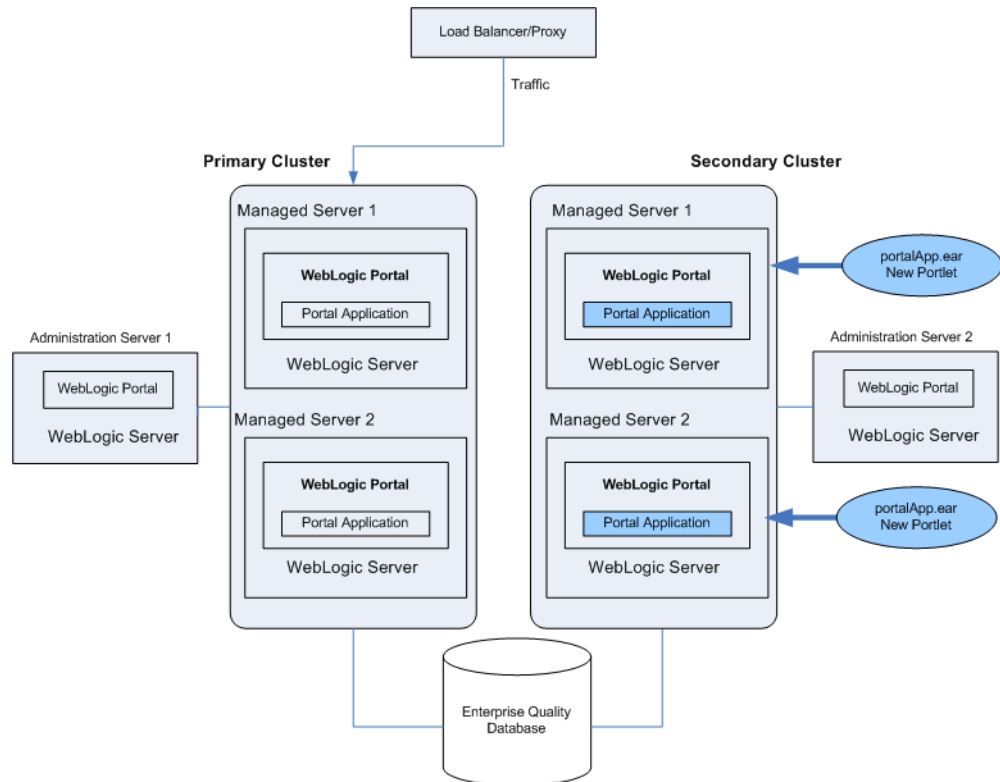 Load Balancer/Proxy
Traffic
Primary Cluster
Secondary Cluster
Managed Server 1
WebLogic Portal
Portal Application
WebLogic Server
Managed Server 2
WebLogic Portal
Portal Application
WebLogic Server
Administration Server 1
WebLogic Portal
WebLogic Server
Managed Server 1
WebLogic Portal
Portal Application
WebLogic Server
Managed Server 2
WebLogic Portal
Portal Application
WebLogic Server
portalApp.ear
New Portlet
Administration Server 2
WebLogic Portal
WebLogic Server
portalApp.ear
New Portlet
Enterprise Quality
Database